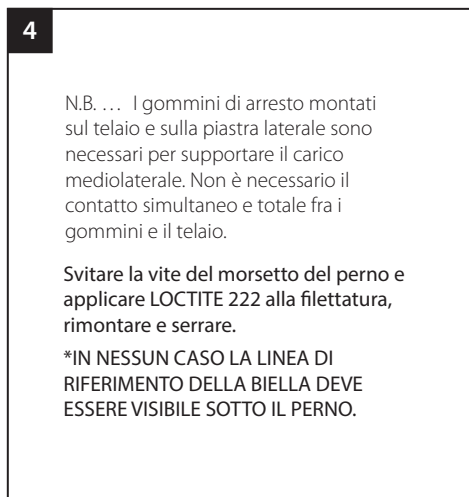 4
N.B. … I gommini di arresto montati
sul telaio e sulla piastra laterale sono
necessari per supportare il carico
mediolaterale. Non è necessario il
contatto simultaneo e totale fra i
gommini e il telaio.
Svitare la vite del morsetto del perno e
applicare LOCTITE 222 alla filettatura,
rimontare e serrare.
*IN NESSUN CASO LA LINEA DI
RIFERIMENTO DELLA BIELLA DEVE
ESSERE VISIBILE SOTTO IL PERNO.